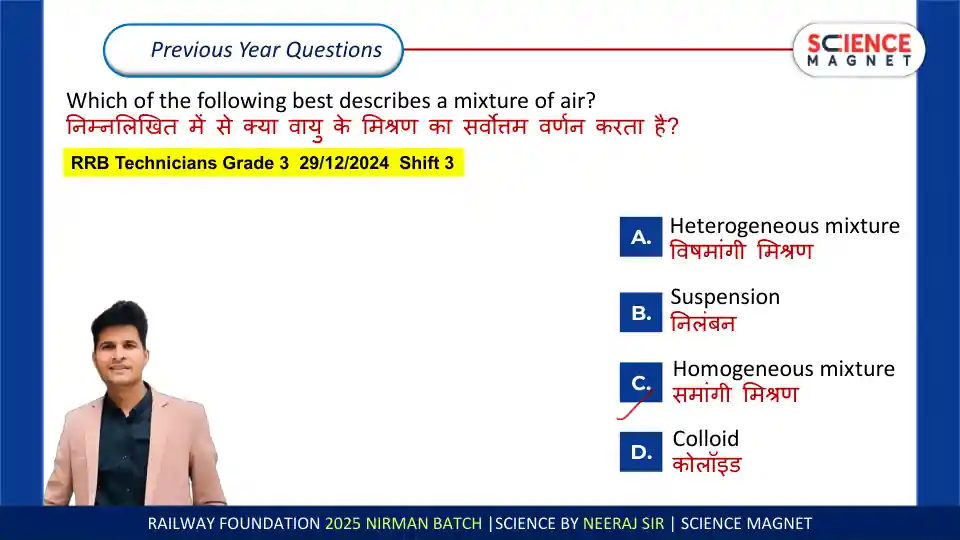 Previous Year Questions
SCIENCE
MAGNET
Which of the following best describes a mixture of air?
निम्नलिखित में से क्या वायु के मिश्रण का सर्वोत्तम वर्णन करता है?
RRB Technicians Grade 3 29/12/2024 Shift 3
A. Heterogeneous mixture
विषमांगी मिश्रण
B. Suspension
निलंबन
C. Homogeneous mixture
समांगी मिश्रण
D. Colloid
कोलॉइड
RAILWAY FOUNDATION 2025 NIRMAN BATCH |SCIENCE BY NEERAJ SIR | SCIENCE MAGNET